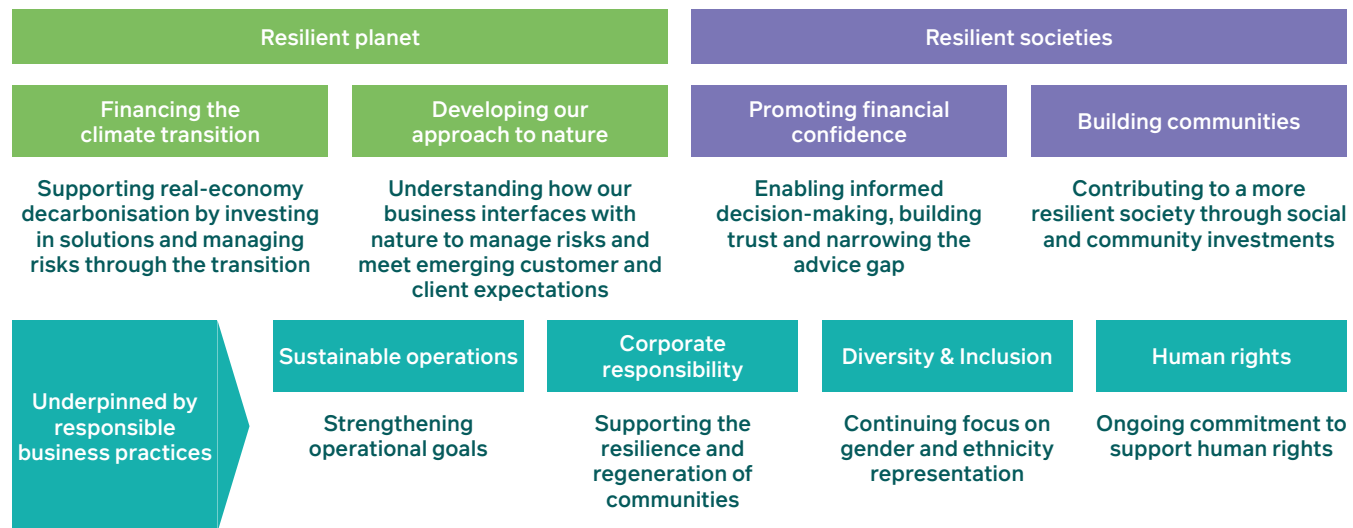 Resilient planet
Resilient societies
Financing the
climate transition
Developing our
approach to nature
Promoting financial
confidence
Building communities
Supporting real-economy
decarbonisation by investing
in solutions and managing
risks through the transition
Understanding how our
business interfaces with
nature to manage risks and
meet emerging customer and
client expectations
Enabling informed
decision-making, building
trust and narrowing the
advice gap
Contributing to a more
resilient society through social
and community investments
Underpinned by
responsible
business practices
Sustainable operations
Corporate
responsibility
Diversity & Inclusion
Human rights
Strengthening
operational goals
Supporting the
resilience and
regeneration of
communities
Continuing focus on
gender and ethnicity
representation
Ongoing commitment to
support human rights